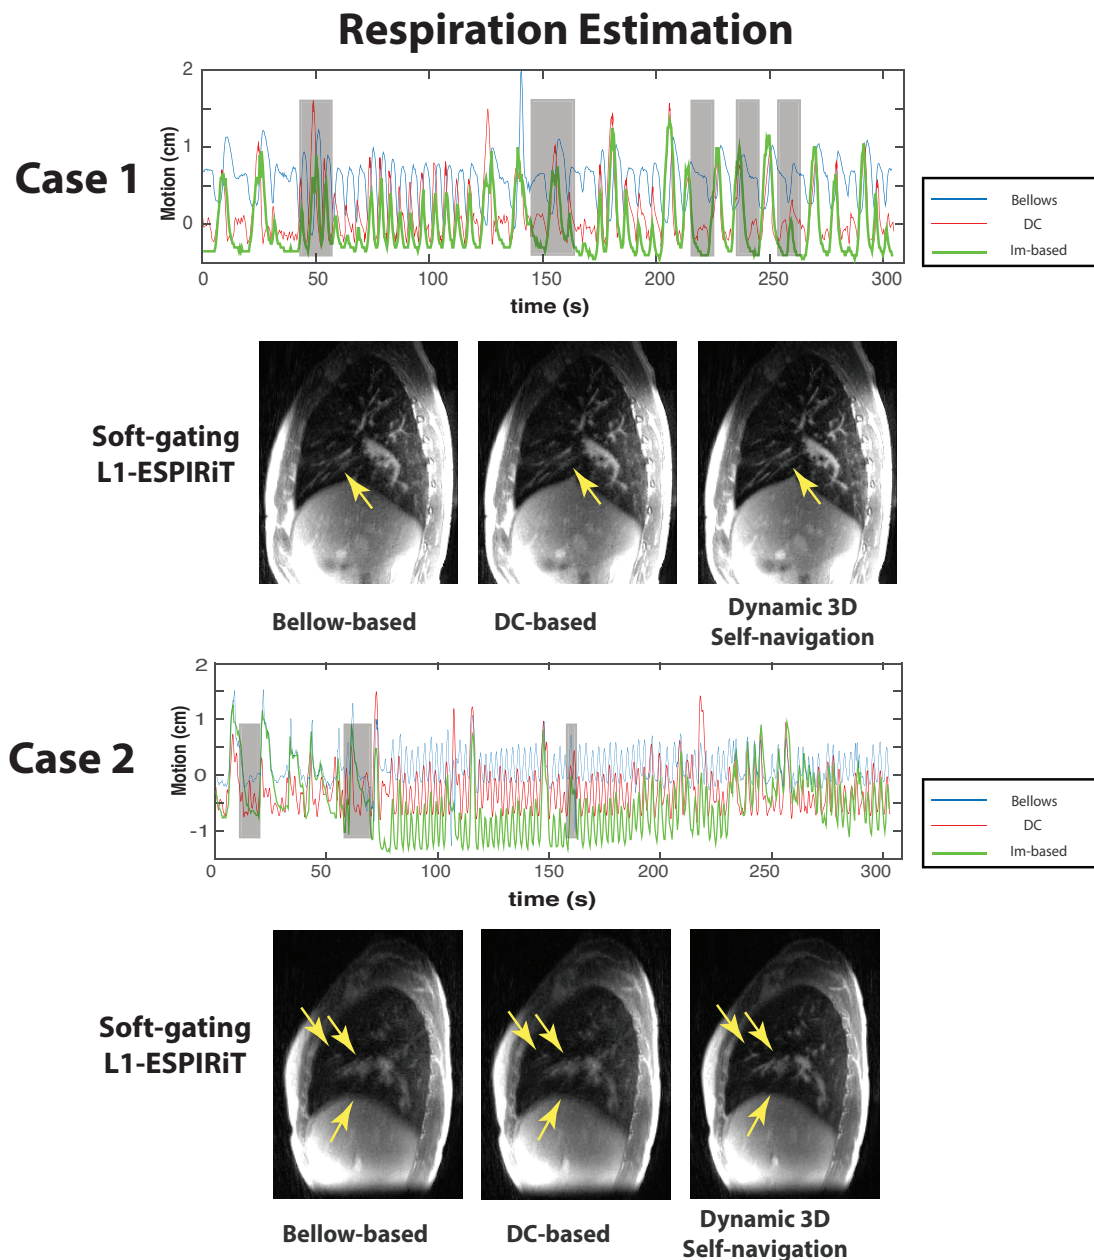 Respiration Estimation
Case 1
Motion (cm)
2
1
0
0
50
100
150
200
250
300
time (s)
Bellows
DC
Im-based
Soft-gating
L1-ESPIRiT
Bellow-based
DC-based
Dynamic 3D
Self-navigation
Case 2
Motion (cm)
2
1
0
-1
0
50
100
150
200
250
300
time (s)
Bellows
DC
Im-based
Soft-gating
L1-ESPIRiT
Bellow-based
DC-based
Dynamic 3D
Self-navigation